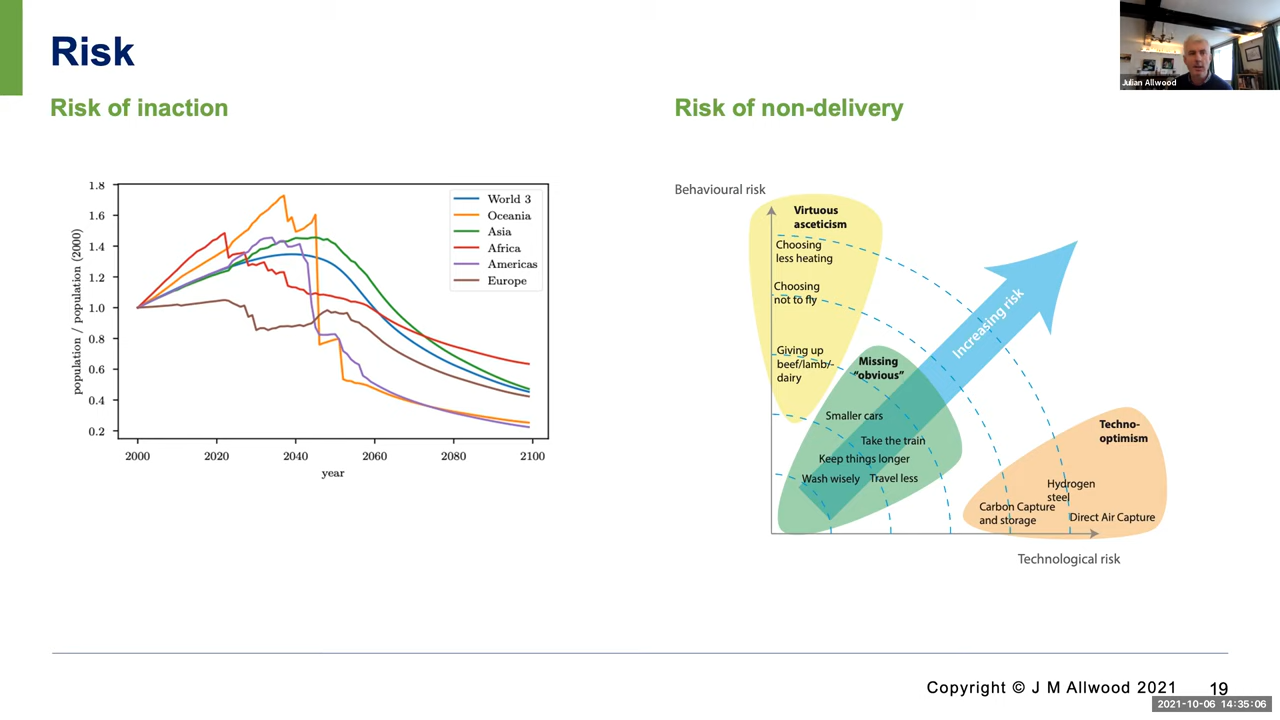 Risk
Julian Allwood
Risk of inaction
Risk of non-delivery
1.8
1.6
1.4
1.2
1.0
0.8
0.6
0.4
0.2
population / population (2000)
2000
2020
2040
2060
2080
2100
year
World 3
Oceania
Asia
Africa
Americas
Europe
Behavioural risk
Virtuous
asceticism
Choosing
less heating
Choosing
not to fly
Giving up
beef/lamb/
dairy
Missing
"obvious"
Smaller cars
Take the train
Keep things longer
Wash wisely
Travel less
Increasing risk
Techno-
optimism
Hydrogen
steel
Carbon Capture
and storage
Direct Air Capture
Technological risk
Copyright © J M Allwood 2021
19
2021-10-06 14:35:06